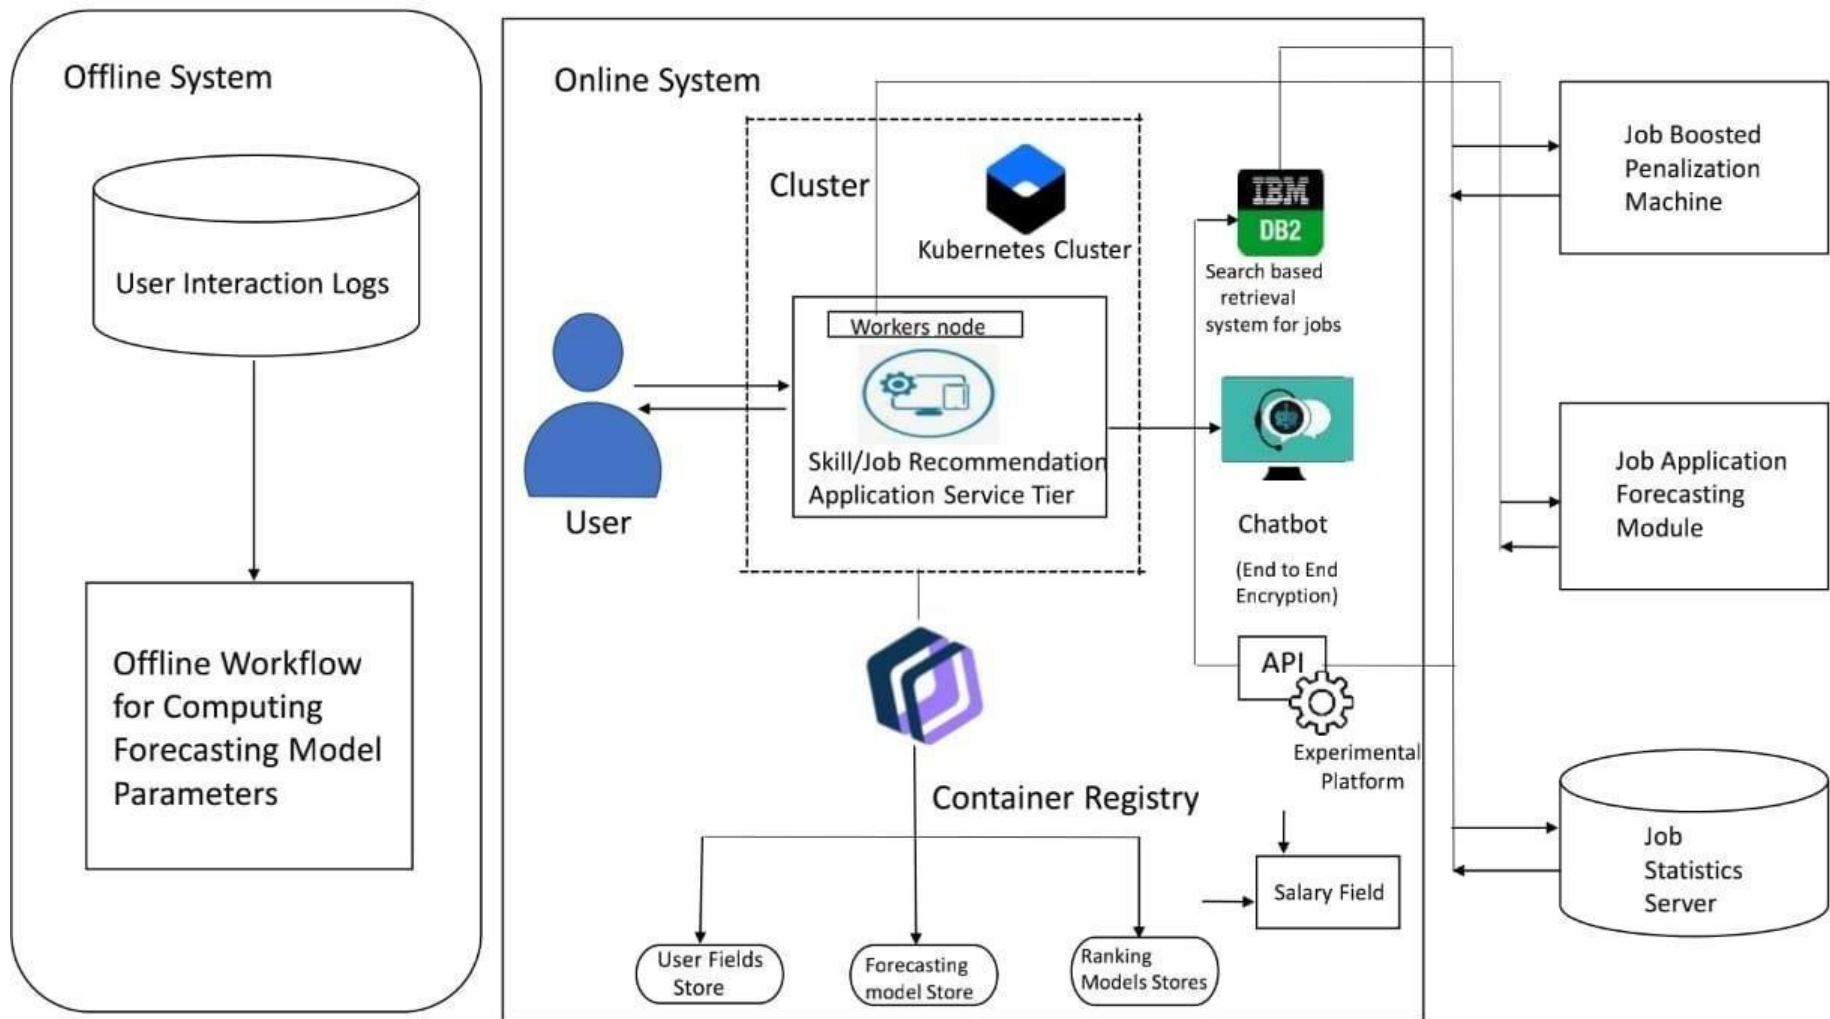 Offline System
User Interaction Logs
Offline Workflow
for Computing
Forecasting Model
Parameters
Online System
Cluster
Kubernetes Cluster
Workers node
Skill/Job Recommendation
Application Service Tier
User
IBM
DB2
Search based
retrieval
system for jobs
Chatbot
(End to End
Encryption)
API
Experimental
Platform
Container Registry
Salary Field
User Fields
Store
Forecasting
model Store
Ranking
Models Stores
Job Boosted
Penalization
Machine
Job Application
Forecasting
Module
Job
Statistics
Server